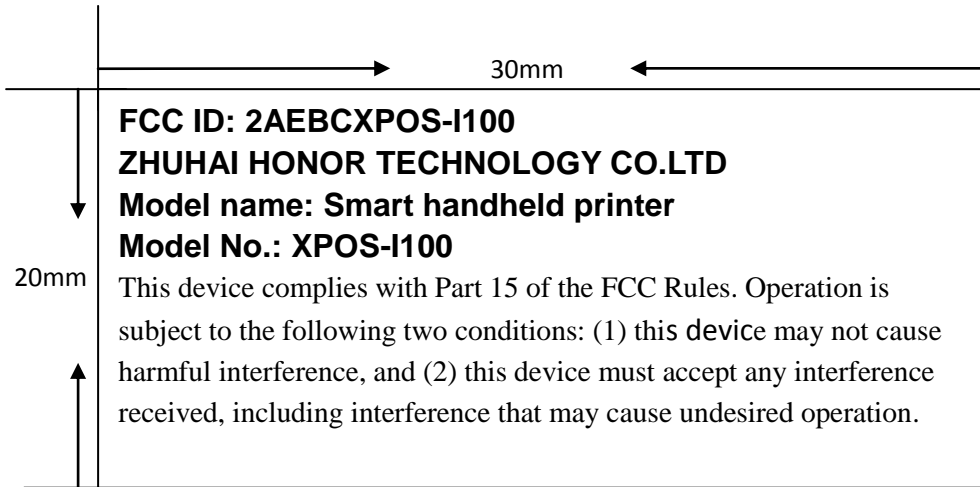 30mm
FCC ID: 2AEBCXPOS-I100
ZHUHAI HONOR TECHNOLOGY CO.LTD
Model name: Smart handheld printer
Model No.: XPOS-I100
20mm
This device complies with Part 15 of the FCC Rules. Operation is
subject to the following two conditions: (1) this device may not cause
harmful interference, and (2) this device must accept any interference
received, including interference that may cause undesired operation.